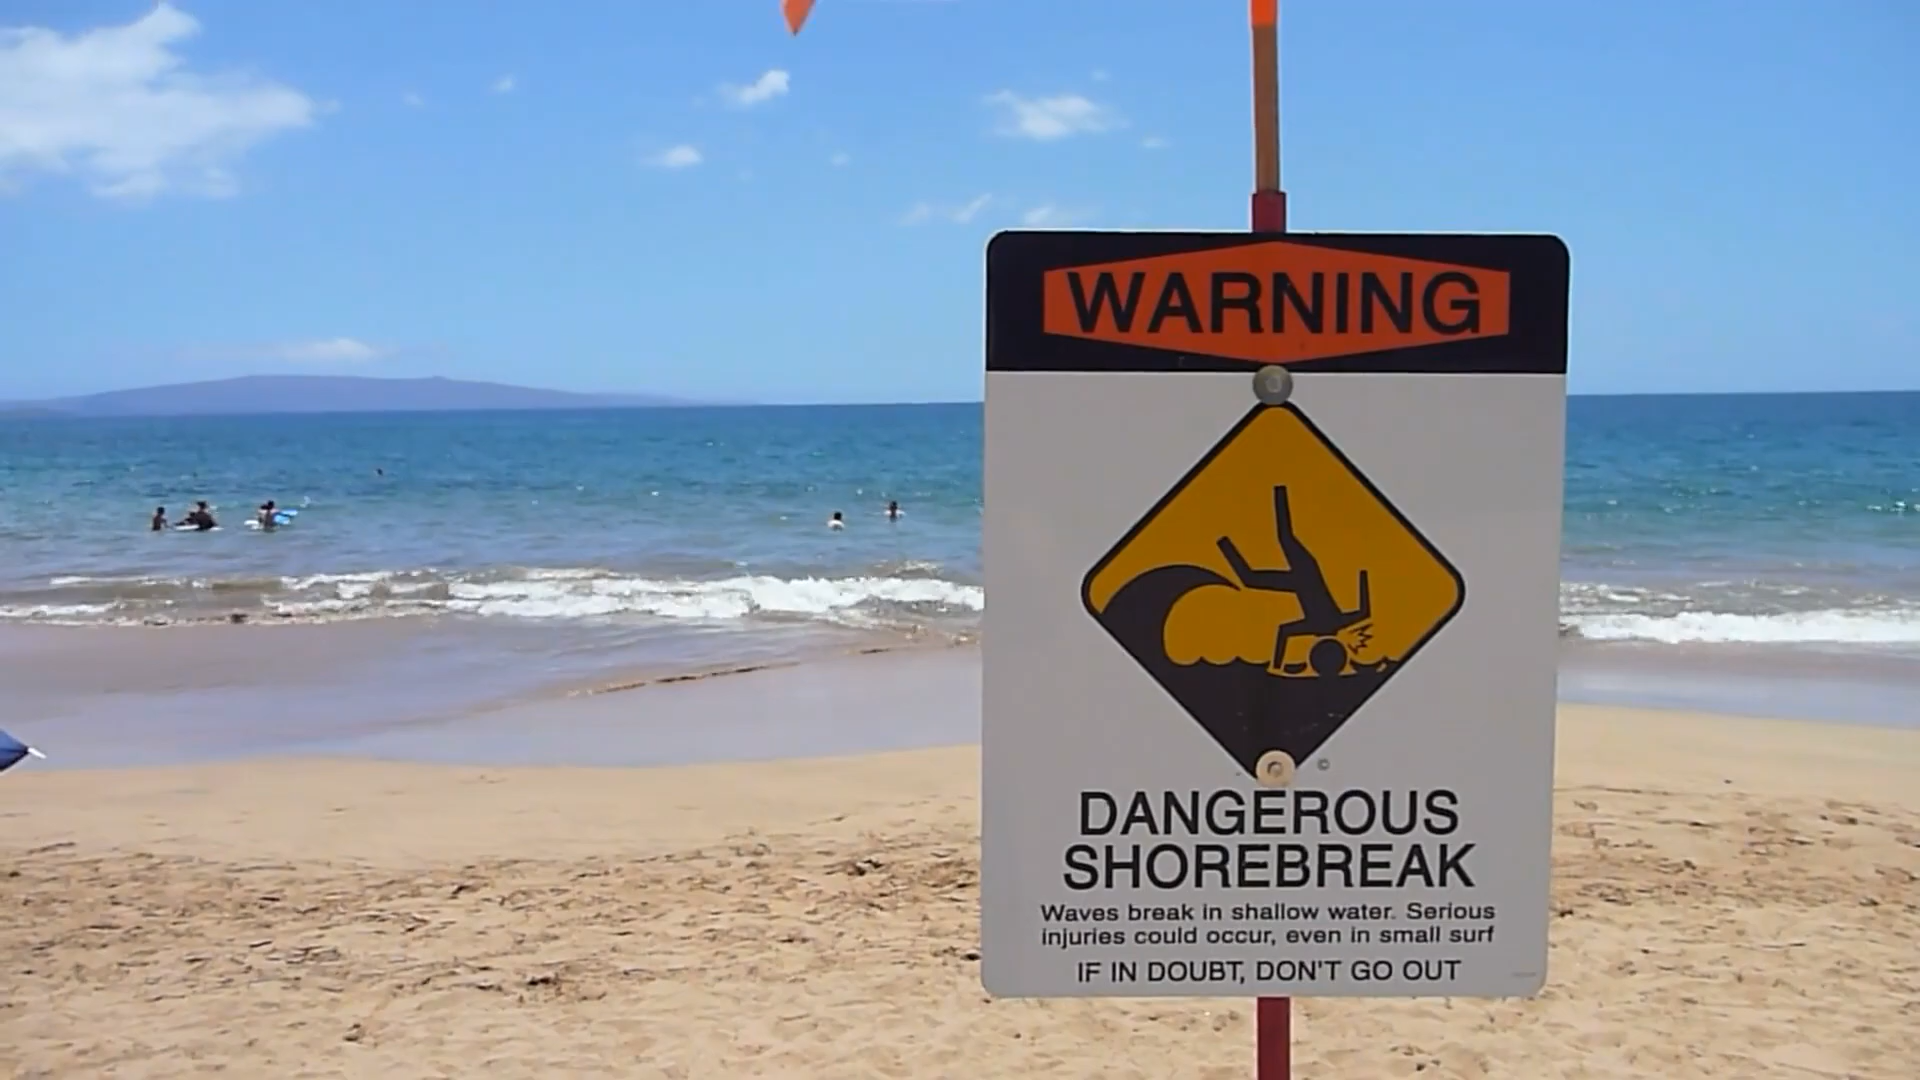 WARNING
DANGEROUS
SHOREBREAK
Waves break in shallow water. Serious
injuries could occur, even in small surf
IF IN DOUBT, DON'T GO OUT